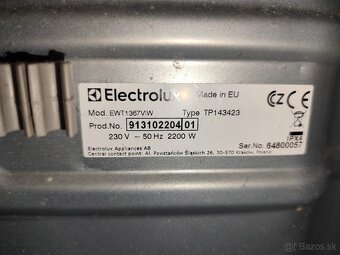 Electrolux Made in EU
Mod. EWT1367VIW Type TP143423
Prod.No. 913102204 01
230 V ~ 50 Hz 2200 W
IPX4
Electrolux Appliances AB Ser.No. 64800057
Central contact point: Al. Powstańców Śląskich 26, 30-570 Kraków, Poland
bazos.sk